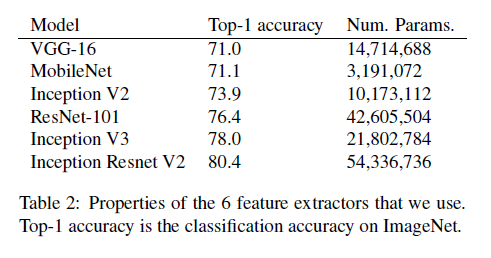 Model Top-1 accuracy Num. Params.
VGG-16 71.0 14,714,688
MobileNet 71.1 3,191,072
Inception V2 73.9 10,173,112
ResNet-101 76.4 42,605,504
Inception V3 78.0 21,802,784
Inception Resnet V2 80.4 54,336,736
Table 2: Properties of the 6 feature extractors that we use.
Top-1 accuracy is the classification accuracy on ImageNet.